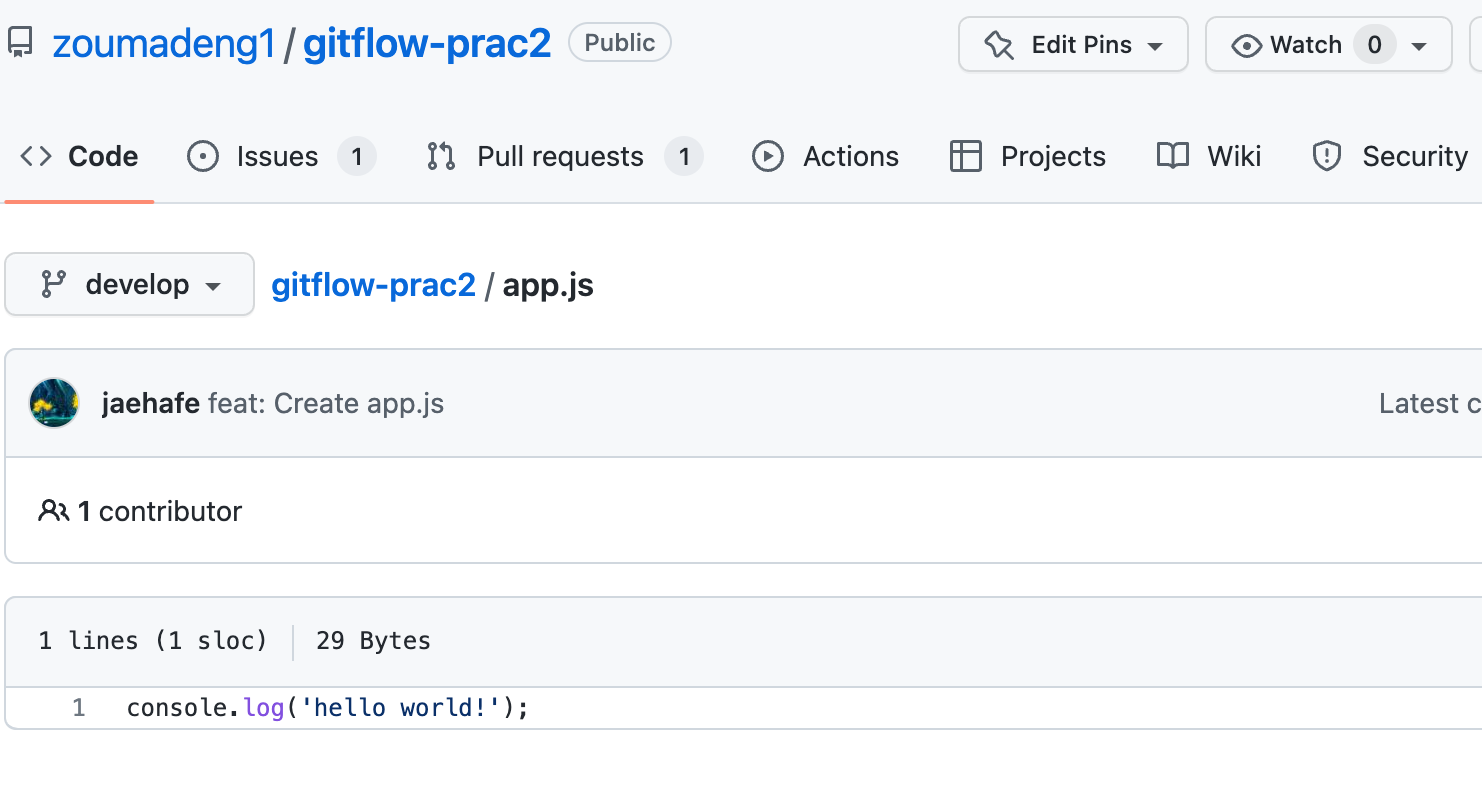 zoumadeng1 / gitflow-prac2 Public Edit Pins Watch 0
Code Issues 1 Pull requests 1 Actions Projects Wiki Security
develop gitflow-prac2 / app.js
jaehafe feat: Create app.js Latest c
1 contributor
1 lines (1 sloc) 29 Bytes
1 console.log('hello world!');